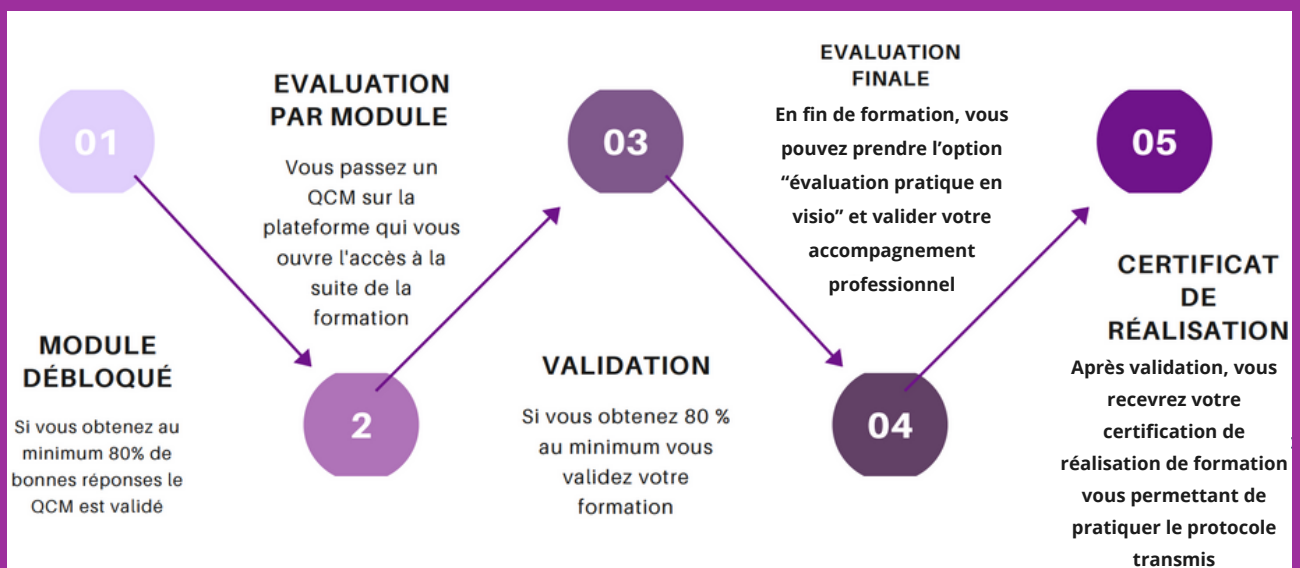 01
MODULE
DÉBLOQUÉ
Si vous obtenez au
minimum 80% de
bonnes réponses le
QCM est validé
EVALUATION
PAR MODULE
Vous passez un
QCM sur la
plateforme qui vous
ouvre l'accès à la
suite de la
formation
2
03
VALIDATION
Si vous obtenez 80 %
au minimum vous
validez votre
formation
EVALUATION
FINALE
En fin de formation, vous
pouvez prendre l’option
“évaluation pratique en
visio” et valider votre
accompagnement
professionnel
04
05
CERTIFICAT
DE
RÉALISATION
Après validation, vous
recevrez votre
certification de
réalisation de formation
vous permettant de
pratiquer le protocole
transmis